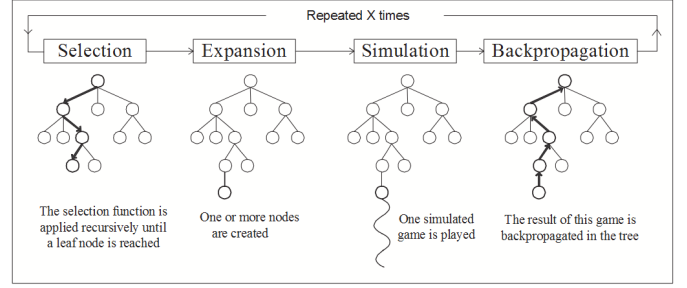 Repeated X times
Selection
Expansion
Simulation
Backpropagation
The selection function is
applied recursively until
a leaf node is reached
One or more nodes
are created
One simulated
game is played
The result of this game is
backpropagated in the tree